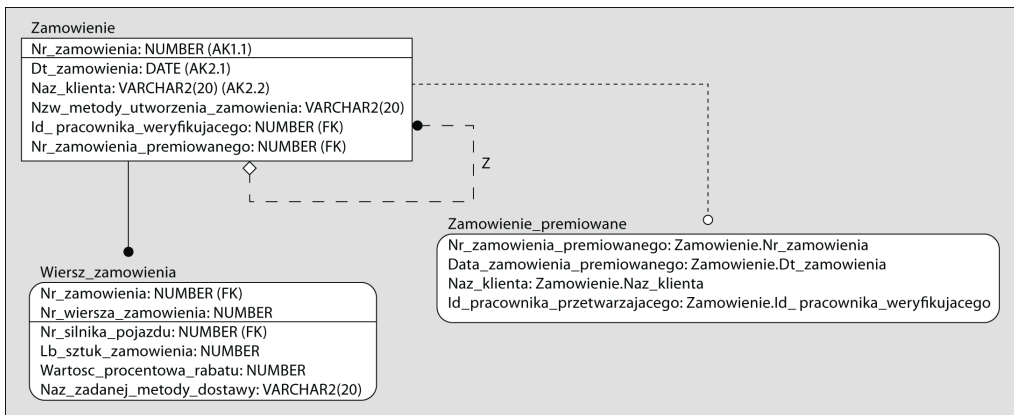 Zamowienie
Nr_zamowienia: NUMBER (AK1.1)
Dt_zamowienia: DATE (AK2.1)
Naz_klienta: VARCHAR2(20) (AK2.2)
Nzw_metody_utworzenia_zamowienia: VARCHAR2(20)
Id_ pracownika_weryfikujacego: NUMBER (FK)
Nr_zamowienia_premiowanego: NUMBER (FK)
Z
Zamowienie_premiowane
Nr_zamowienia_premiowanego: Zamowienie.Nr_zamowienia
Data_zamowienia_premiowanego: Zamowienie.Dt_zamowienia
Naz_klienta: Zamowienie.Naz_klienta
Id_pracownika_przetwarzajacego: Zamowienie.Id_ pracownika_weryfikujacego
Wiersz_zamowienia
Nr_zamowienia: NUMBER (FK)
Nr_wiersza_zamowienia: NUMBER
Nr_silnika_pojazdu: NUMBER (FK)
Lb_sztuk_zamowienia: NUMBER
Wartosc_procentowa_rabatu: NUMBER
Naz_zadanej_metody_dostawy: VARCHAR2(20)